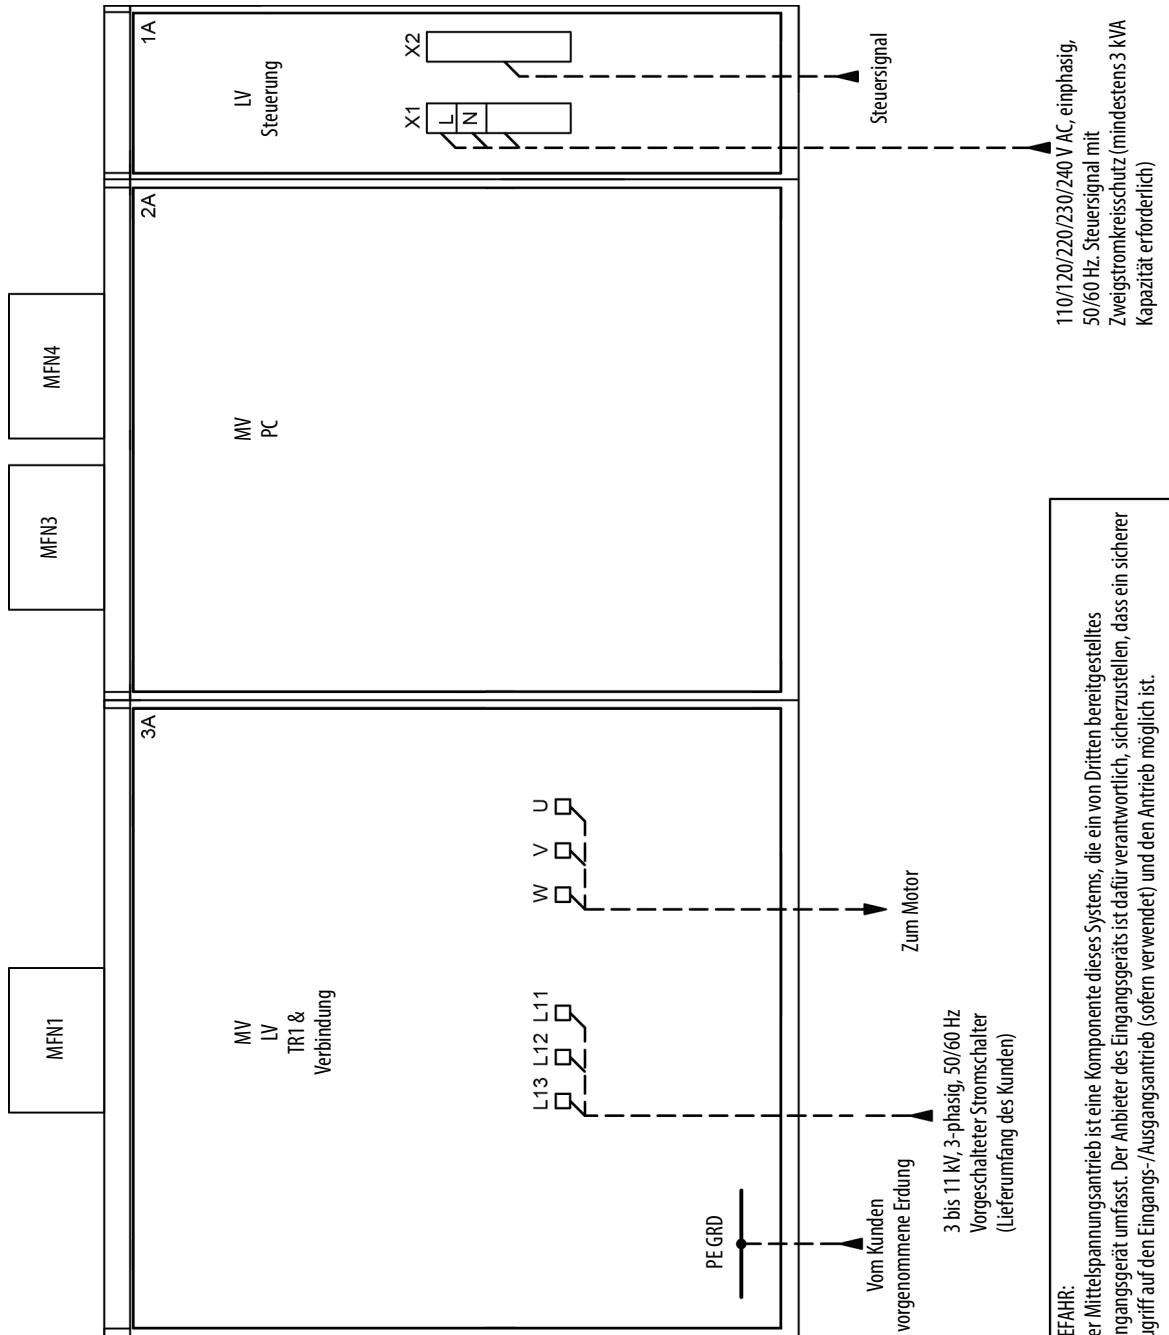 MFN1
MFN3
MFN4
3A
2A
1A
MV
LV
TR1 &
Verbindung
MV
PC
LV
Steuerung
X1
X2
L
N
L13 L12 L11
W V U
PE GRD
Vom Kunden
vorgenommene Erdung
3 bis 11 kV, 3-phasig, 50/60 Hz
Vorgeschalteter Stromschalter
(Lieferumfang des Kunden)
Zum Motor
Steuersignal
110/120/220/230/240 V AC, einphasig,
50/60 Hz. Steuersignal mit
Zweigstromkreisschutz (mindestens 3 kVA
Kapazität erforderlich)
EFAHR:
er Mittelspannungsantrieb ist eine Komponente dieses Systems, die ein von Dritten bereitgestelltes
ngangsgerät umfasst. Der Anbieter des Eingangsgeräts ist dafür verantwortlich, sicherzustellen, dass ein sicherer
ugriff auf den Eingangs-/Ausgangsantrieb (sofern verwendet) und den Antrieb möglich ist.